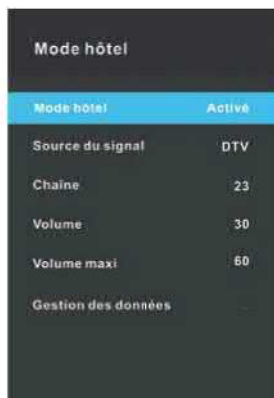 Mode hôtel
Mode hôtel Activé
Source du signal DTV
Chaîne 23
Volume 30
Volume maxi 60
Gestion des données